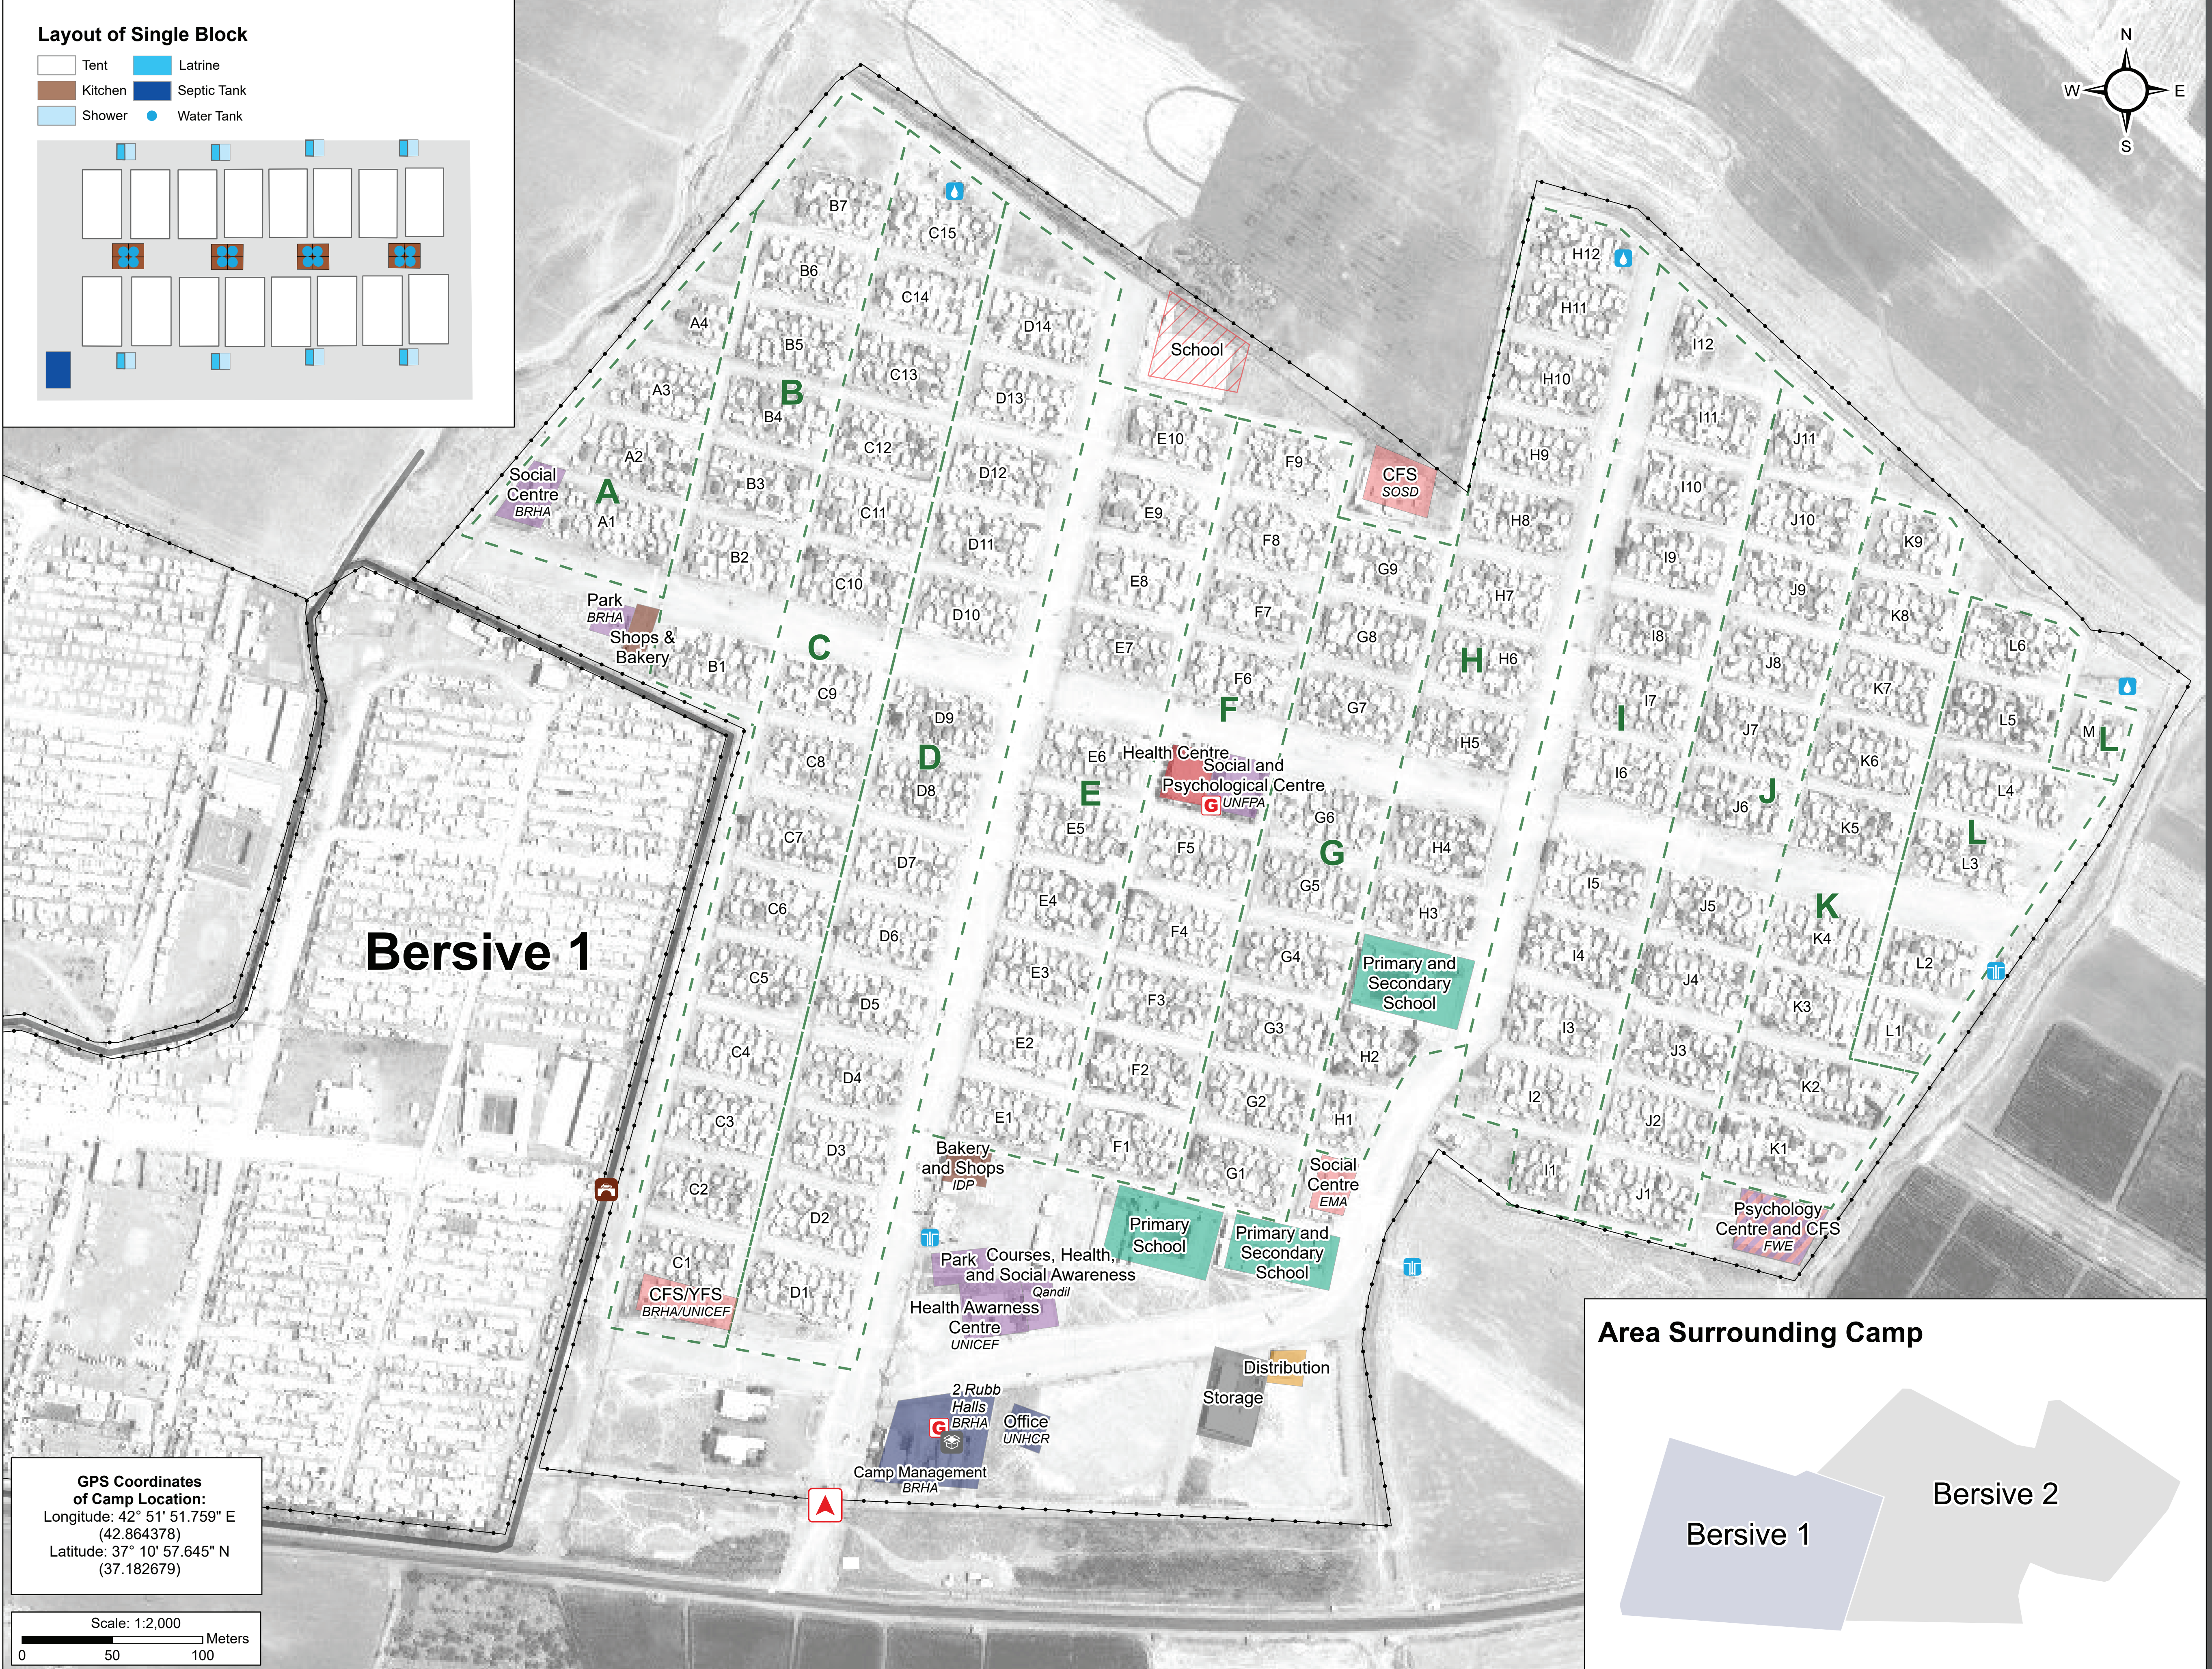 Layout of Single Block
Tent
Latrine
Kitchen
Septic Tank
Shower
Water Tank
N
W
E
S
B7
C15
H12
B6
C14
H11
A4
D14
I12
B5
School
C13
H10
A3
B
D13
I11
B4
E10
J11
C12
F9
H9
A2
D12
CFS
SOSD
Social
Centre
BRHA
A
B3
I10
A1
C11
E9
H8
J10
F8
K9
D11
B2
I9
G9
C10
E8
J9
H7
Park
BRHA
F7
D10
K8
Shops &
Bakery
G8
I8
L6
C
E7
B1
H
H6
J8
F6
C9
K7
I7
G7
F
I
D9
L5
J7
M
L
H5
D
E6
Health Centre
C8
K6
Social and
Psychological Centre
UNFPA
G
I6
D8
E
J
L4
J6
G6
E5
K5
L
C7
F5
H4
G
L3
D7
I5
G5
E4
C6
J5
K
H3
F4
D6
K4
Bersive 1
G4
I4
L2
Primary and
Secondary
School
E3
C5
J4
F3
D5
K3
G3
I3
L1
E2
C4
J3
H2
F2
D4
K2
I2
G2
E1
C3
H1
J2
F1
D3
K1
Bakery
and Shops
IDP
I1
G1
Social
Centre
EMA
C2
J1
D2
Psychology
Centre and CFS
FWE
Primary
School
Primary and
Secondary
School
C1
Park
Courses, Health,
and Social Awareness
Qandil
D1
CFS/YFS
BRHA/UNICEF
Health Awarness
Centre
UNICEF
Distribution
Storage
2 Rubb
Halls
BRHA
G
Office
UNHCR
Camp Management
BRHA
GPS Coordinates
of Camp Location:
Longitude: 42° 51' 51.759" E
(42.864378)
Latitude: 37° 10' 57.645" N
(37.182679)
Scale: 1:2,000
Meters
0 50 100
Area Surrounding Camp
Bersive 2
Bersive 1